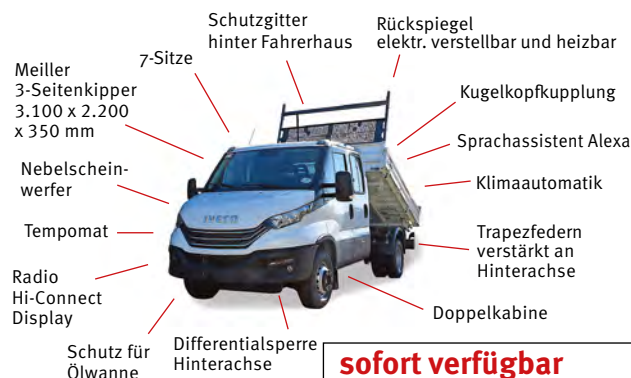 Schutzgitter
hinter Fahrerhaus
Rückspiegel
elektr. verstellbar und heizbar
7-Sitze
Meiller
3-Seitenkipper
3.100 x 2.200
x 350 mm
Kugelkopfkupplung
Sprachassistent Alexa
Nebelschein-
werfer
Klimaautomatik
Tempomat
IVECO
Trapezfedern
verstärkt an
Hinterachse
Radio
Hi-Connect
Display
Doppelkabine
Schutz für
Ölwanne
Differentialsperre
Hinterachse
sofort verfügbar